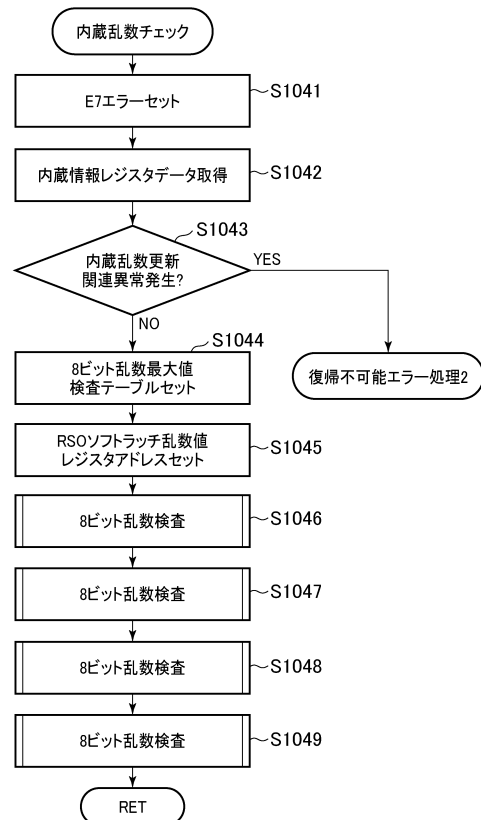 内蔵乱数チェック
E7エラーセット
S1041
内蔵情報レジスタデータ取得
S1042
S1043
内蔵乱数更新
関連異常発生?
YES
NO
S1044
8ビット乱数最大値
検査テーブルセット
復帰不可能エラー処理2
RSOソフトラッチ乱数値
レジスタアドレスセット
S1045
8ビット乱数検査
S1046
8ビット乱数検査
S1047
8ビット乱数検査
S1048
8ビット乱数検査
S1049
RET